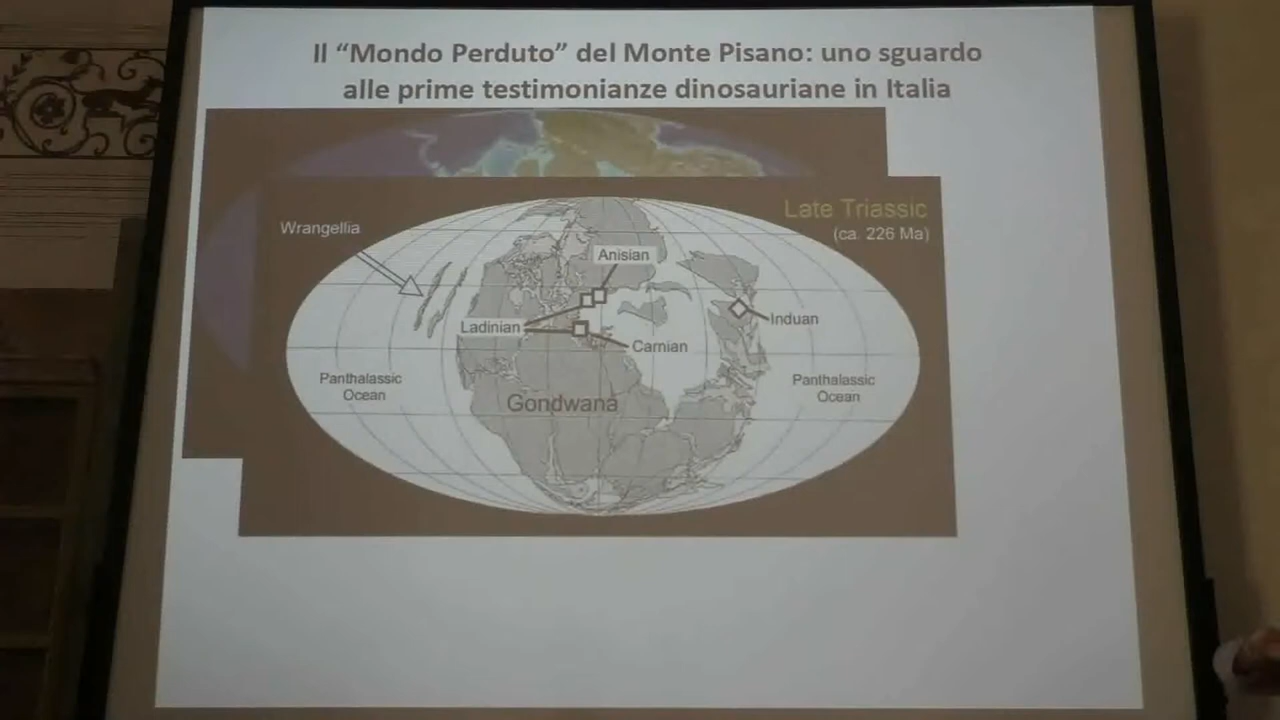 Il “Mondo Perduto” del Monte Pisano: uno sguardo
alle prime testimonianze dinosauriane in Italia
Late Triassic
(ca. 226 Ma)
Wrangellia
Anisian
Ladinian
Induan
Carnian
Panthalassic
Ocean
Gondwana
Panthalassic
Ocean